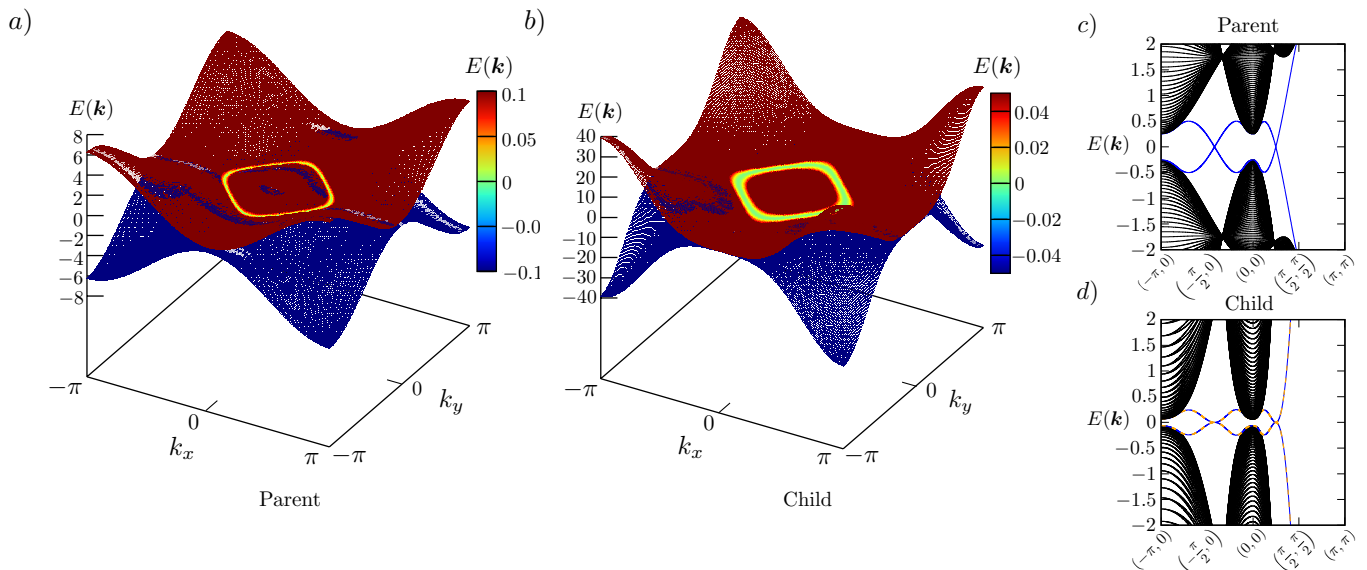 a)
E(k)
8
6
4
2
0
−2
−4
−6
−8
−π
0
k_x
π
−π
0
k_y
π
E(k)
0.1
0.05
0
−0.0
−0.1
Parent
b)
E(k)
40
30
20
10
0
−10
−20
−30
−40
−π
0
k_x
π
−π
0
k_y
π
E(k)
0.04
0.02
0
−0.02
−0.04
Child
c)
Parent
2
1.5
1
0.5
E(k) 0
−0.5
−1
−1.5
−2
(−π, 0)
(−π/2, 0)
(0, 0)
(π/2, π/2)
(π, π)
d)
Child
2
1.5
1
0.5
E(k) 0
−0.5
−1
−1.5
−2
(−π, 0)
(−π/2, 0)
(0, 0)
(π/2, π/2)
(π, π)